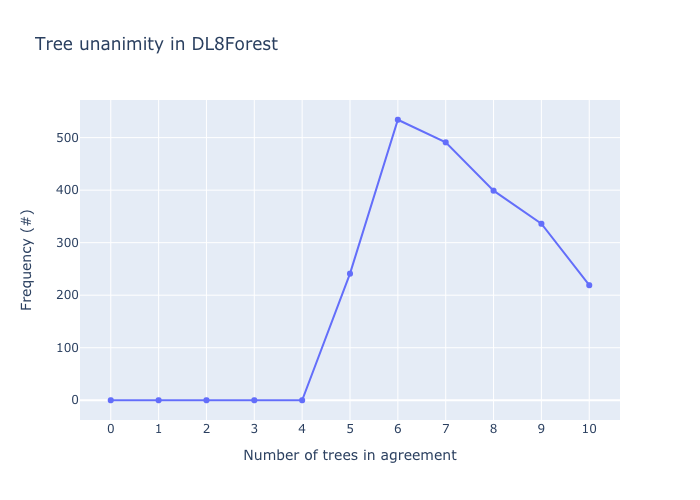 Tree unanimity in DL8Forest
Frequency (#)
500
400
300
200
100
0
0 1 2 3 4 5 6 7 8 9 10
Number of trees in agreement